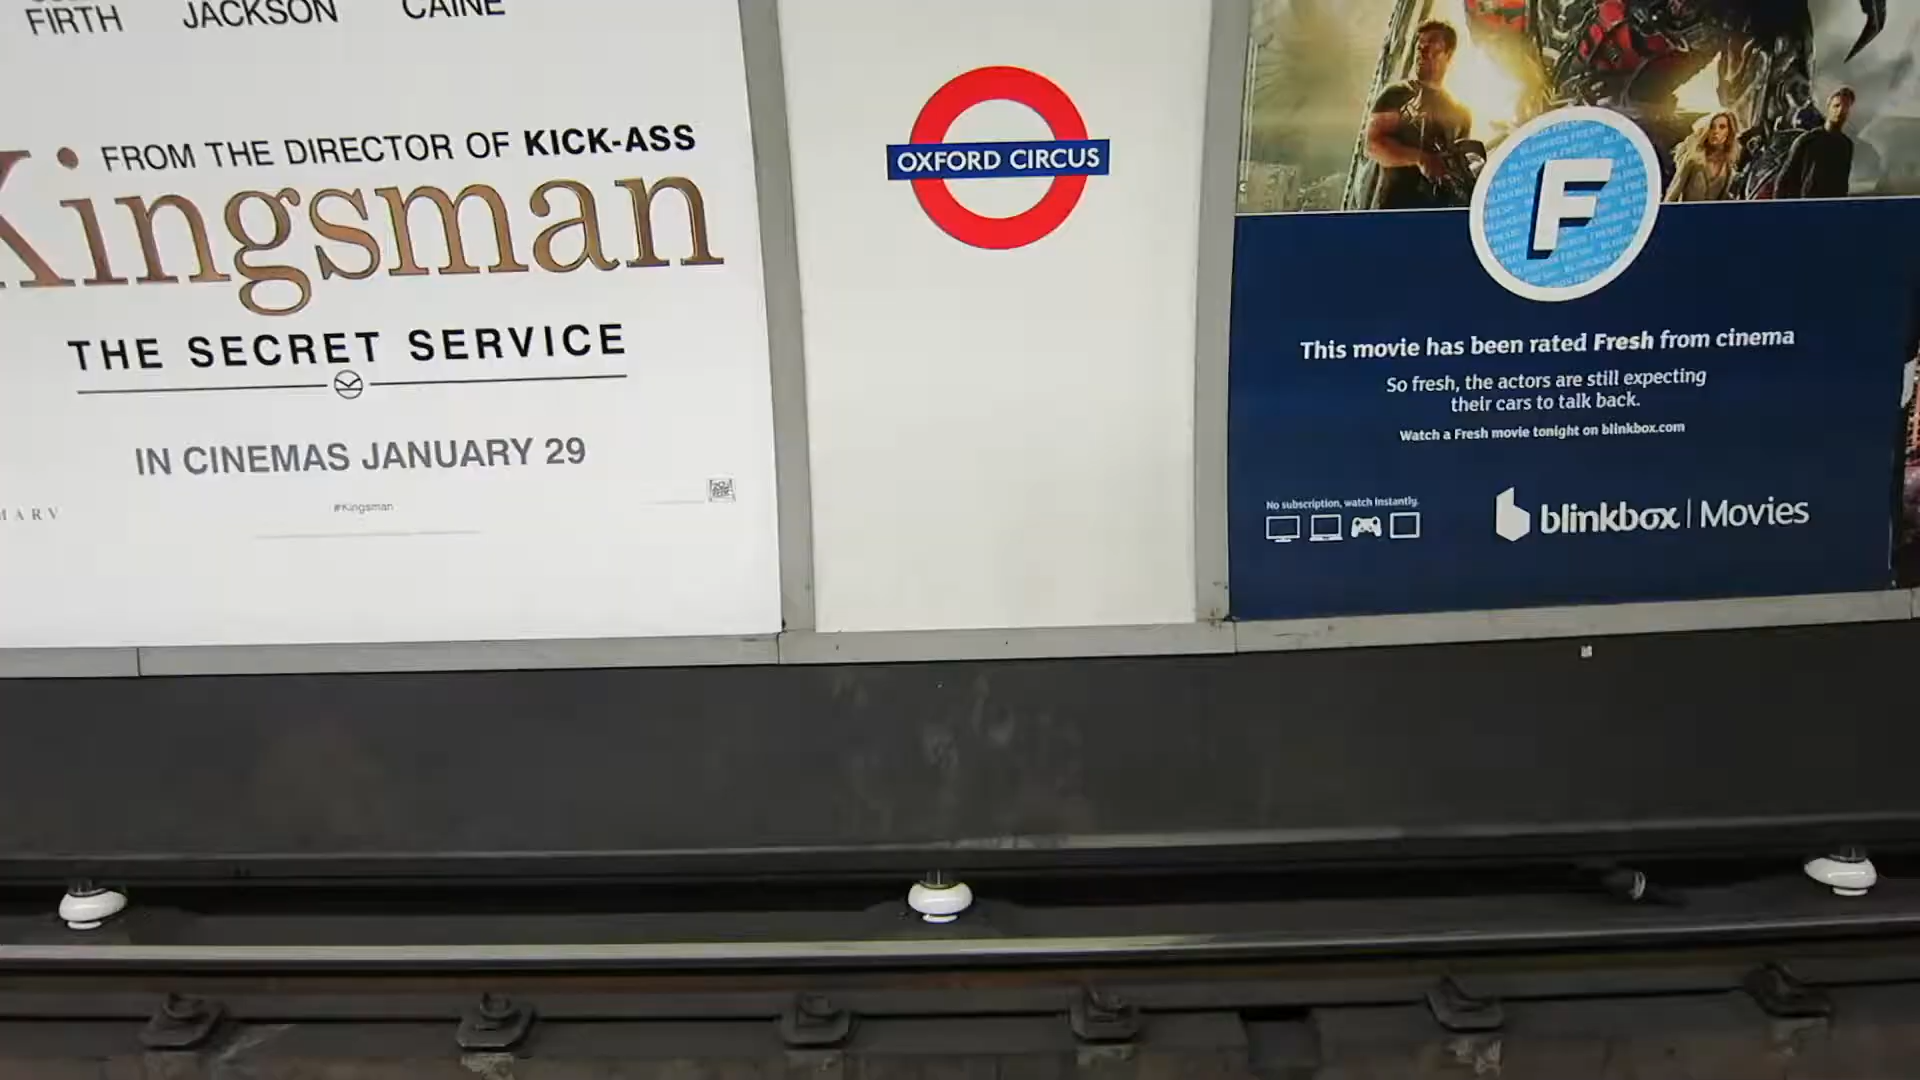 FIRTH JACKSON CAINE
FROM THE DIRECTOR OF KICK-ASS
Kingsman
THE SECRET SERVICE
IN CINEMAS JANUARY 29
#Kingsman
MARV
OXFORD CIRCUS
F
This movie has been rated Fresh from cinema
So fresh, the actors are still expecting
their cars to talk back.
Watch a Fresh movie tonight on blinkbox.com
No subscription, watch instantly.
blinkbox | Movies